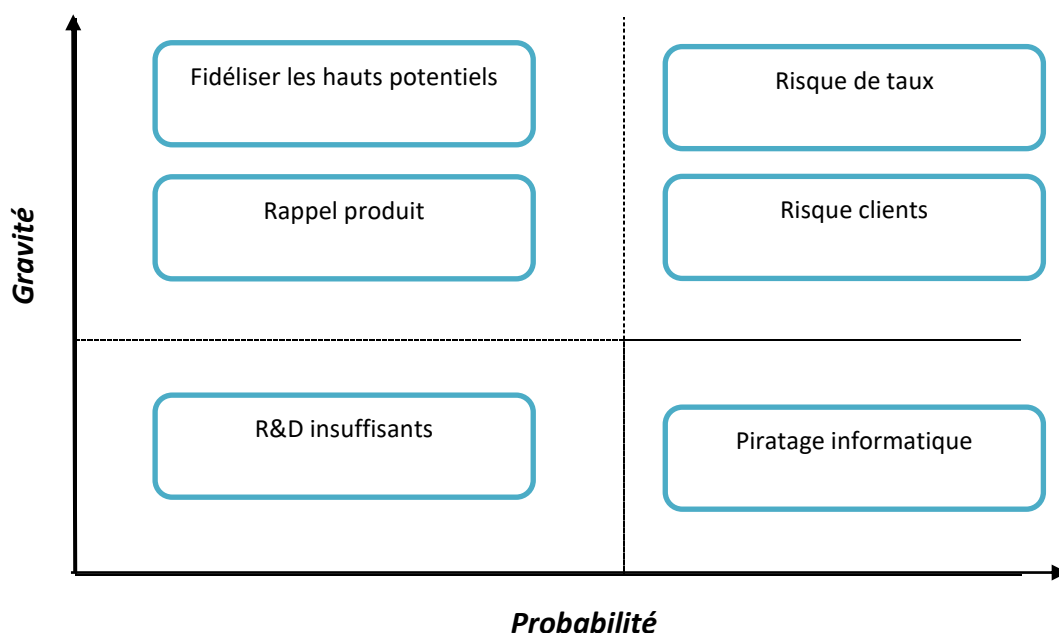 Fidéliser les hauts potentiels
Risque de taux
Rappel produit
Risque clients
Gravité
R&D insuffisants
Piratage informatique
Probabilité